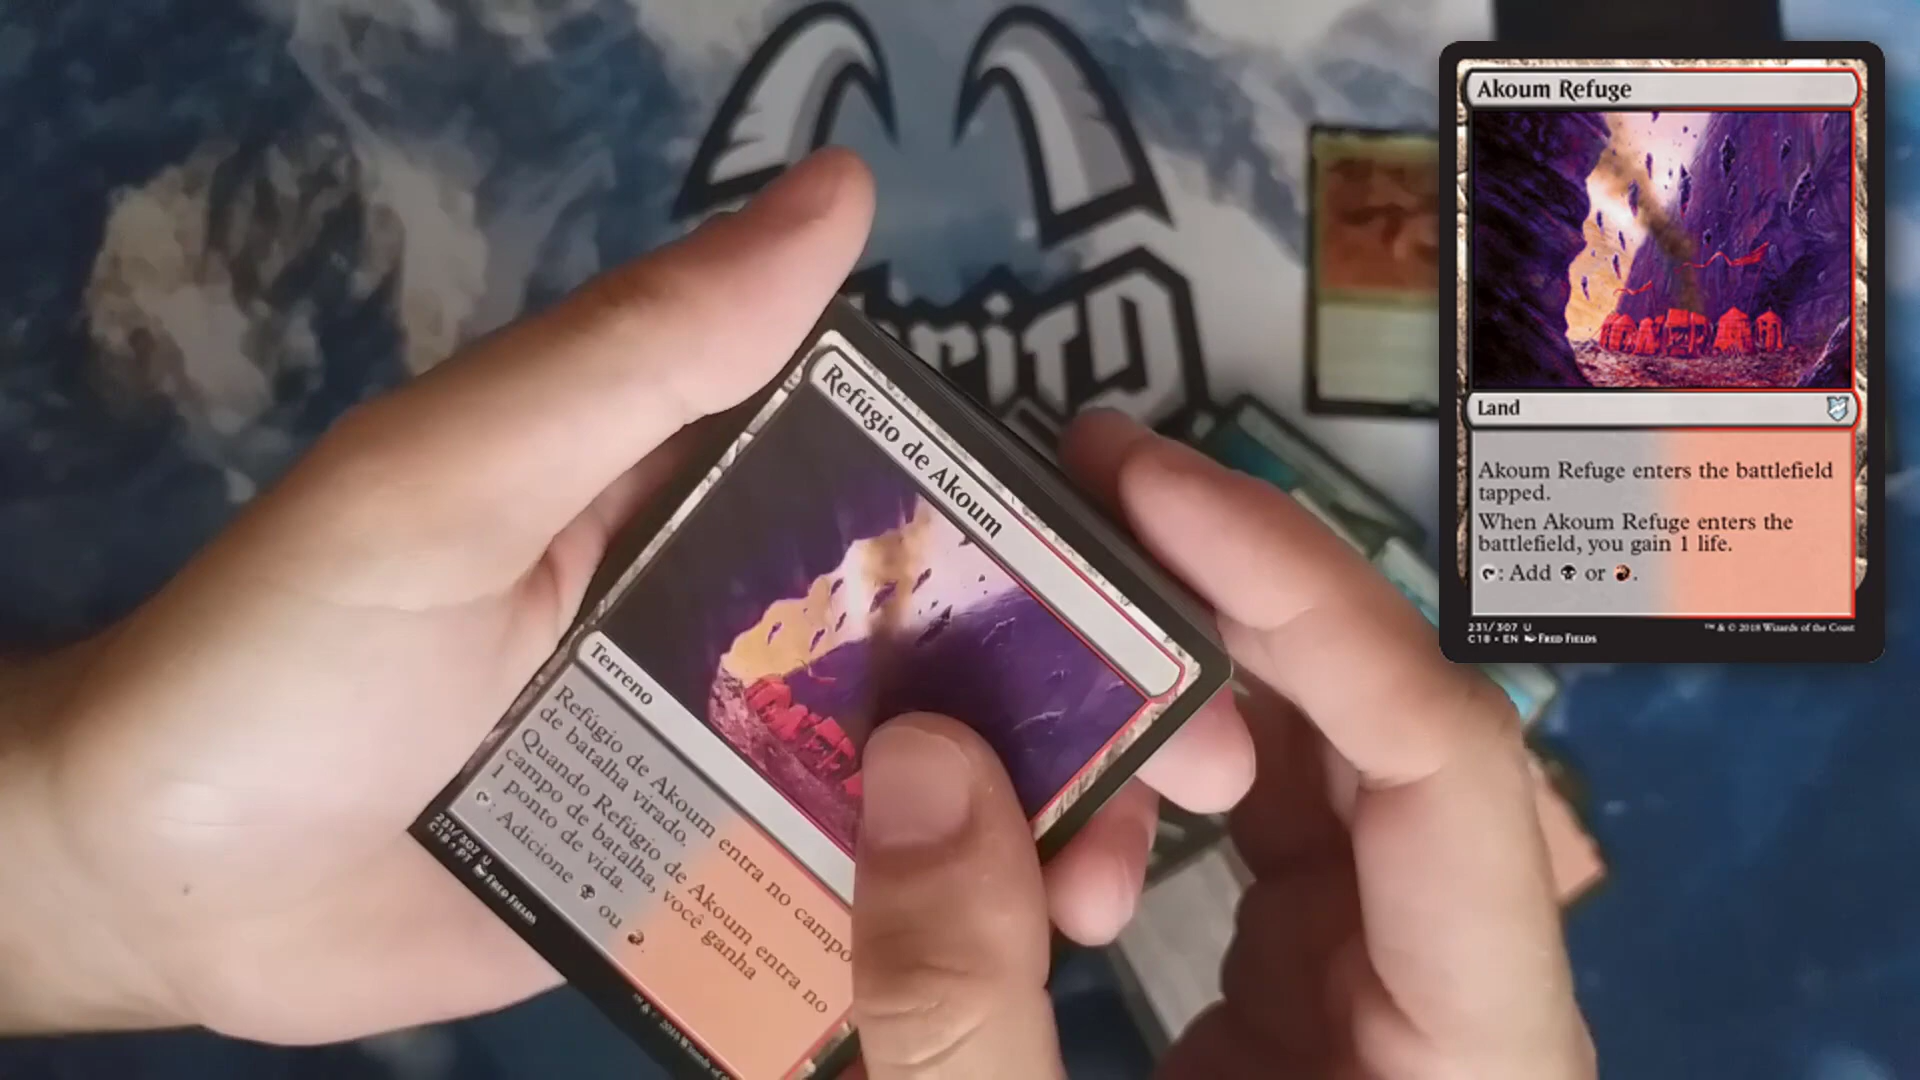 Refúgio de Akoum
Terreno
Refúgio de Akoum entra no campo
de batalha virado.
Quando Refúgio de Akoum entra no
campo de batalha, você ganha
1 ponto de vida.
: Adicione ou .
231/307 U
C18 • PT FRED FIELDS
Akoum Refuge
Land
Akoum Refuge enters the battlefield
tapped.
When Akoum Refuge enters the
battlefield, you gain 1 life.
: Add or .
231/307 U
C18 • EN FRED FIELDS
™ & © 2018 Wizards of the Coast